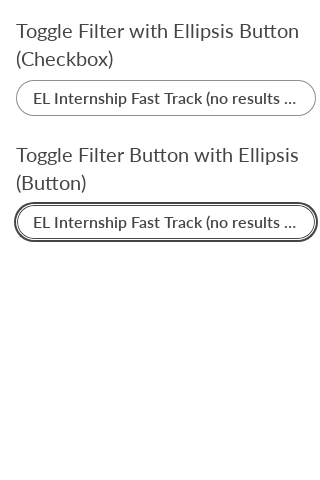 Toggle Filter with Ellipsis Button
(Checkbox)
EL Internship Fast Track (no results ...
Toggle Filter Button with Ellipsis
(Button)
EL Internship Fast Track (no results ...